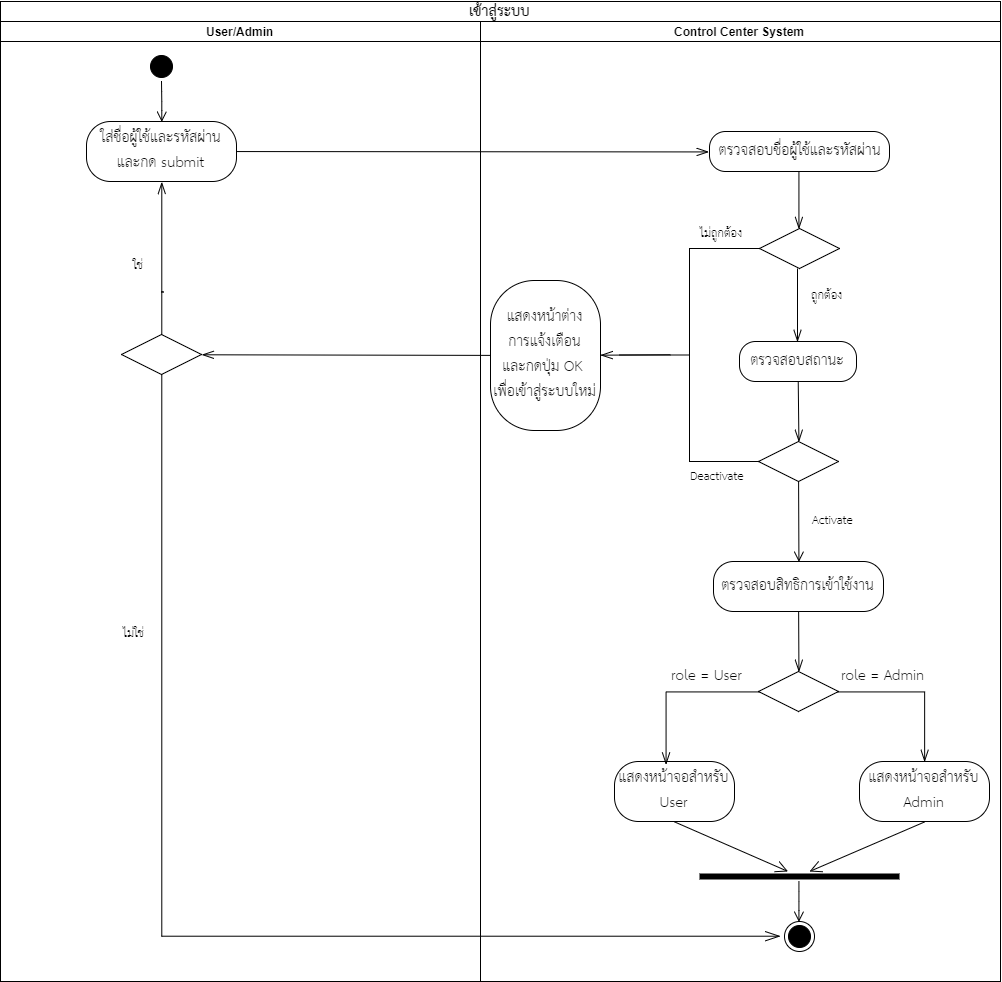 เข้าสู่ระบบ
User/Admin
Control Center System
ใส่ชื่อผู้ใช้และรหัสผ่าน
และกด submit
ตรวจสอบชื่อผู้ใช้และรหัสผ่าน
ไม่ถูกต้อง
ใช่
ถูกต้อง
แสดงหน้าต่าง
การแจ้งเตือน
และกดปุ่ม OK
เพื่อเข้าสู่ระบบใหม่
ตรวจสอบสถานะ
Deactivate
Activate
ตรวจสอบสิทธิการเข้าใช้งาน
ไม่ใช่
role = User
role = Admin
แสดงหน้าจอสำหรับ
User
แสดงหน้าจอสำหรับ
Admin